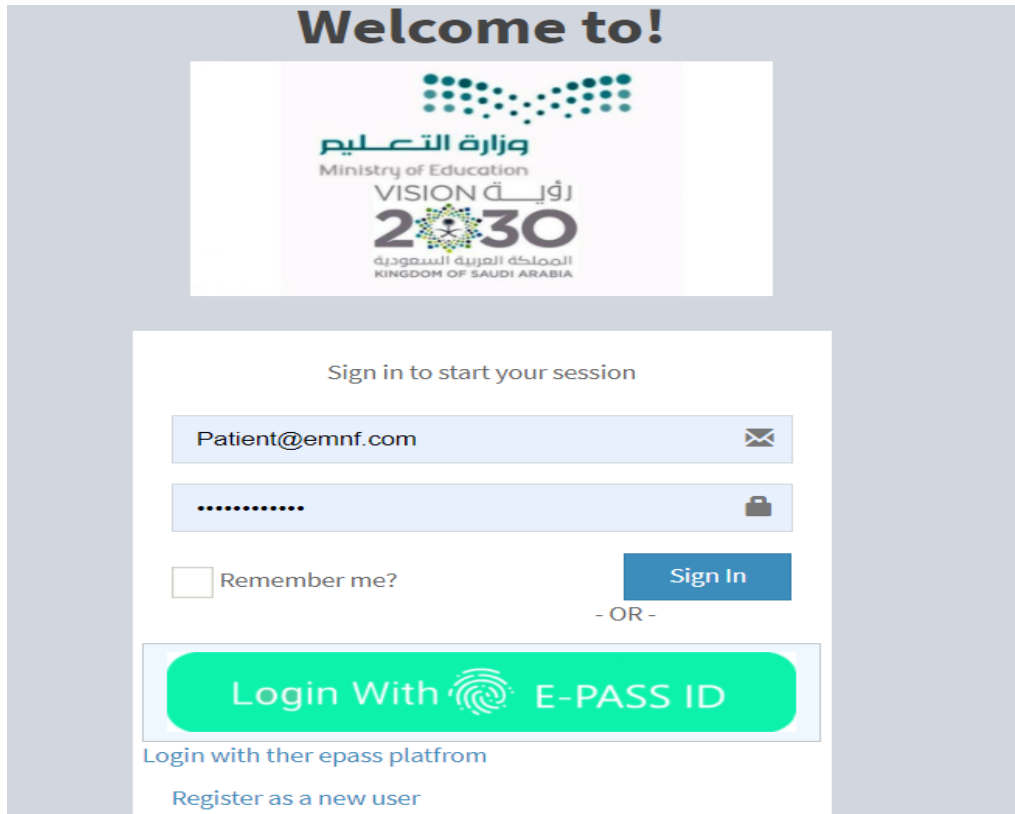 Welcome to!
وزارة التعليم
Ministry of Education
VISION رؤية
2030
المملكة العربية السعودية
KINGDOM OF SAUDI ARABIA
Sign in to start your session
Patient@emnf.com
••••••••••••
Remember me?
Sign In
- OR -
Login With E-PASS ID
Login with ther epass platfrom
Register as a new user